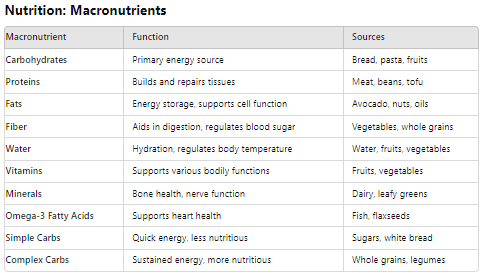 Nutrition: Macronutrients
Macronutrient Function Sources
Carbohydrates Primary energy source Bread, pasta, fruits
Proteins Builds and repairs tissues Meat, beans, tofu
Fats Energy storage, supports cell function Avocado, nuts, oils
Fiber Aids in digestion, regulates blood sugar Vegetables, whole grains
Water Hydration, regulates body temperature Water, fruits, vegetables
Vitamins Supports various bodily functions Fruits, vegetables
Minerals Bone health, nerve function Dairy, leafy greens
Omega-3 Fatty Acids Supports heart health Fish, flaxseeds
Simple Carbs Quick energy, less nutritious Sugars, white bread
Complex Carbs Sustained energy, more nutritious Whole grains, legumes